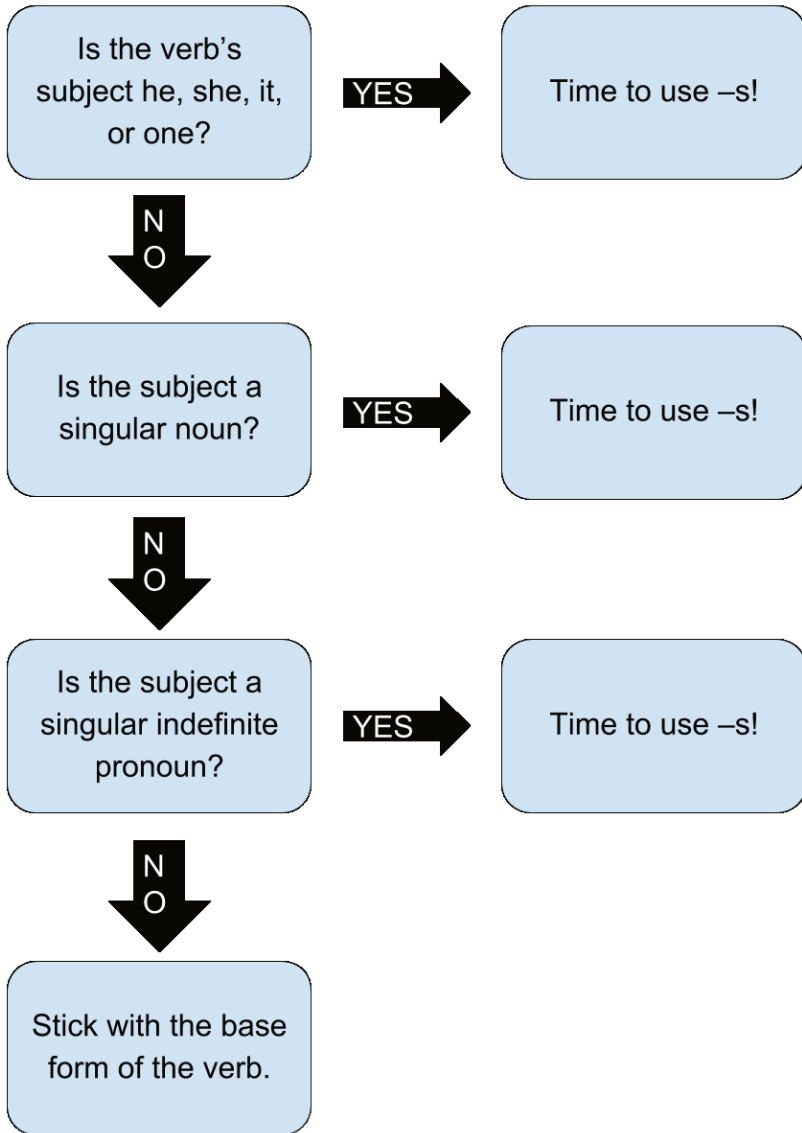 Is the verb’s
subject he, she, it,
or one?
YES
Time to use –s!
N
O
Is the subject a
singular noun?
YES
Time to use –s!
N
O
Is the subject a
singular indefinite
pronoun?
YES
Time to use –s!
N
O
Stick with the base
form of the verb.